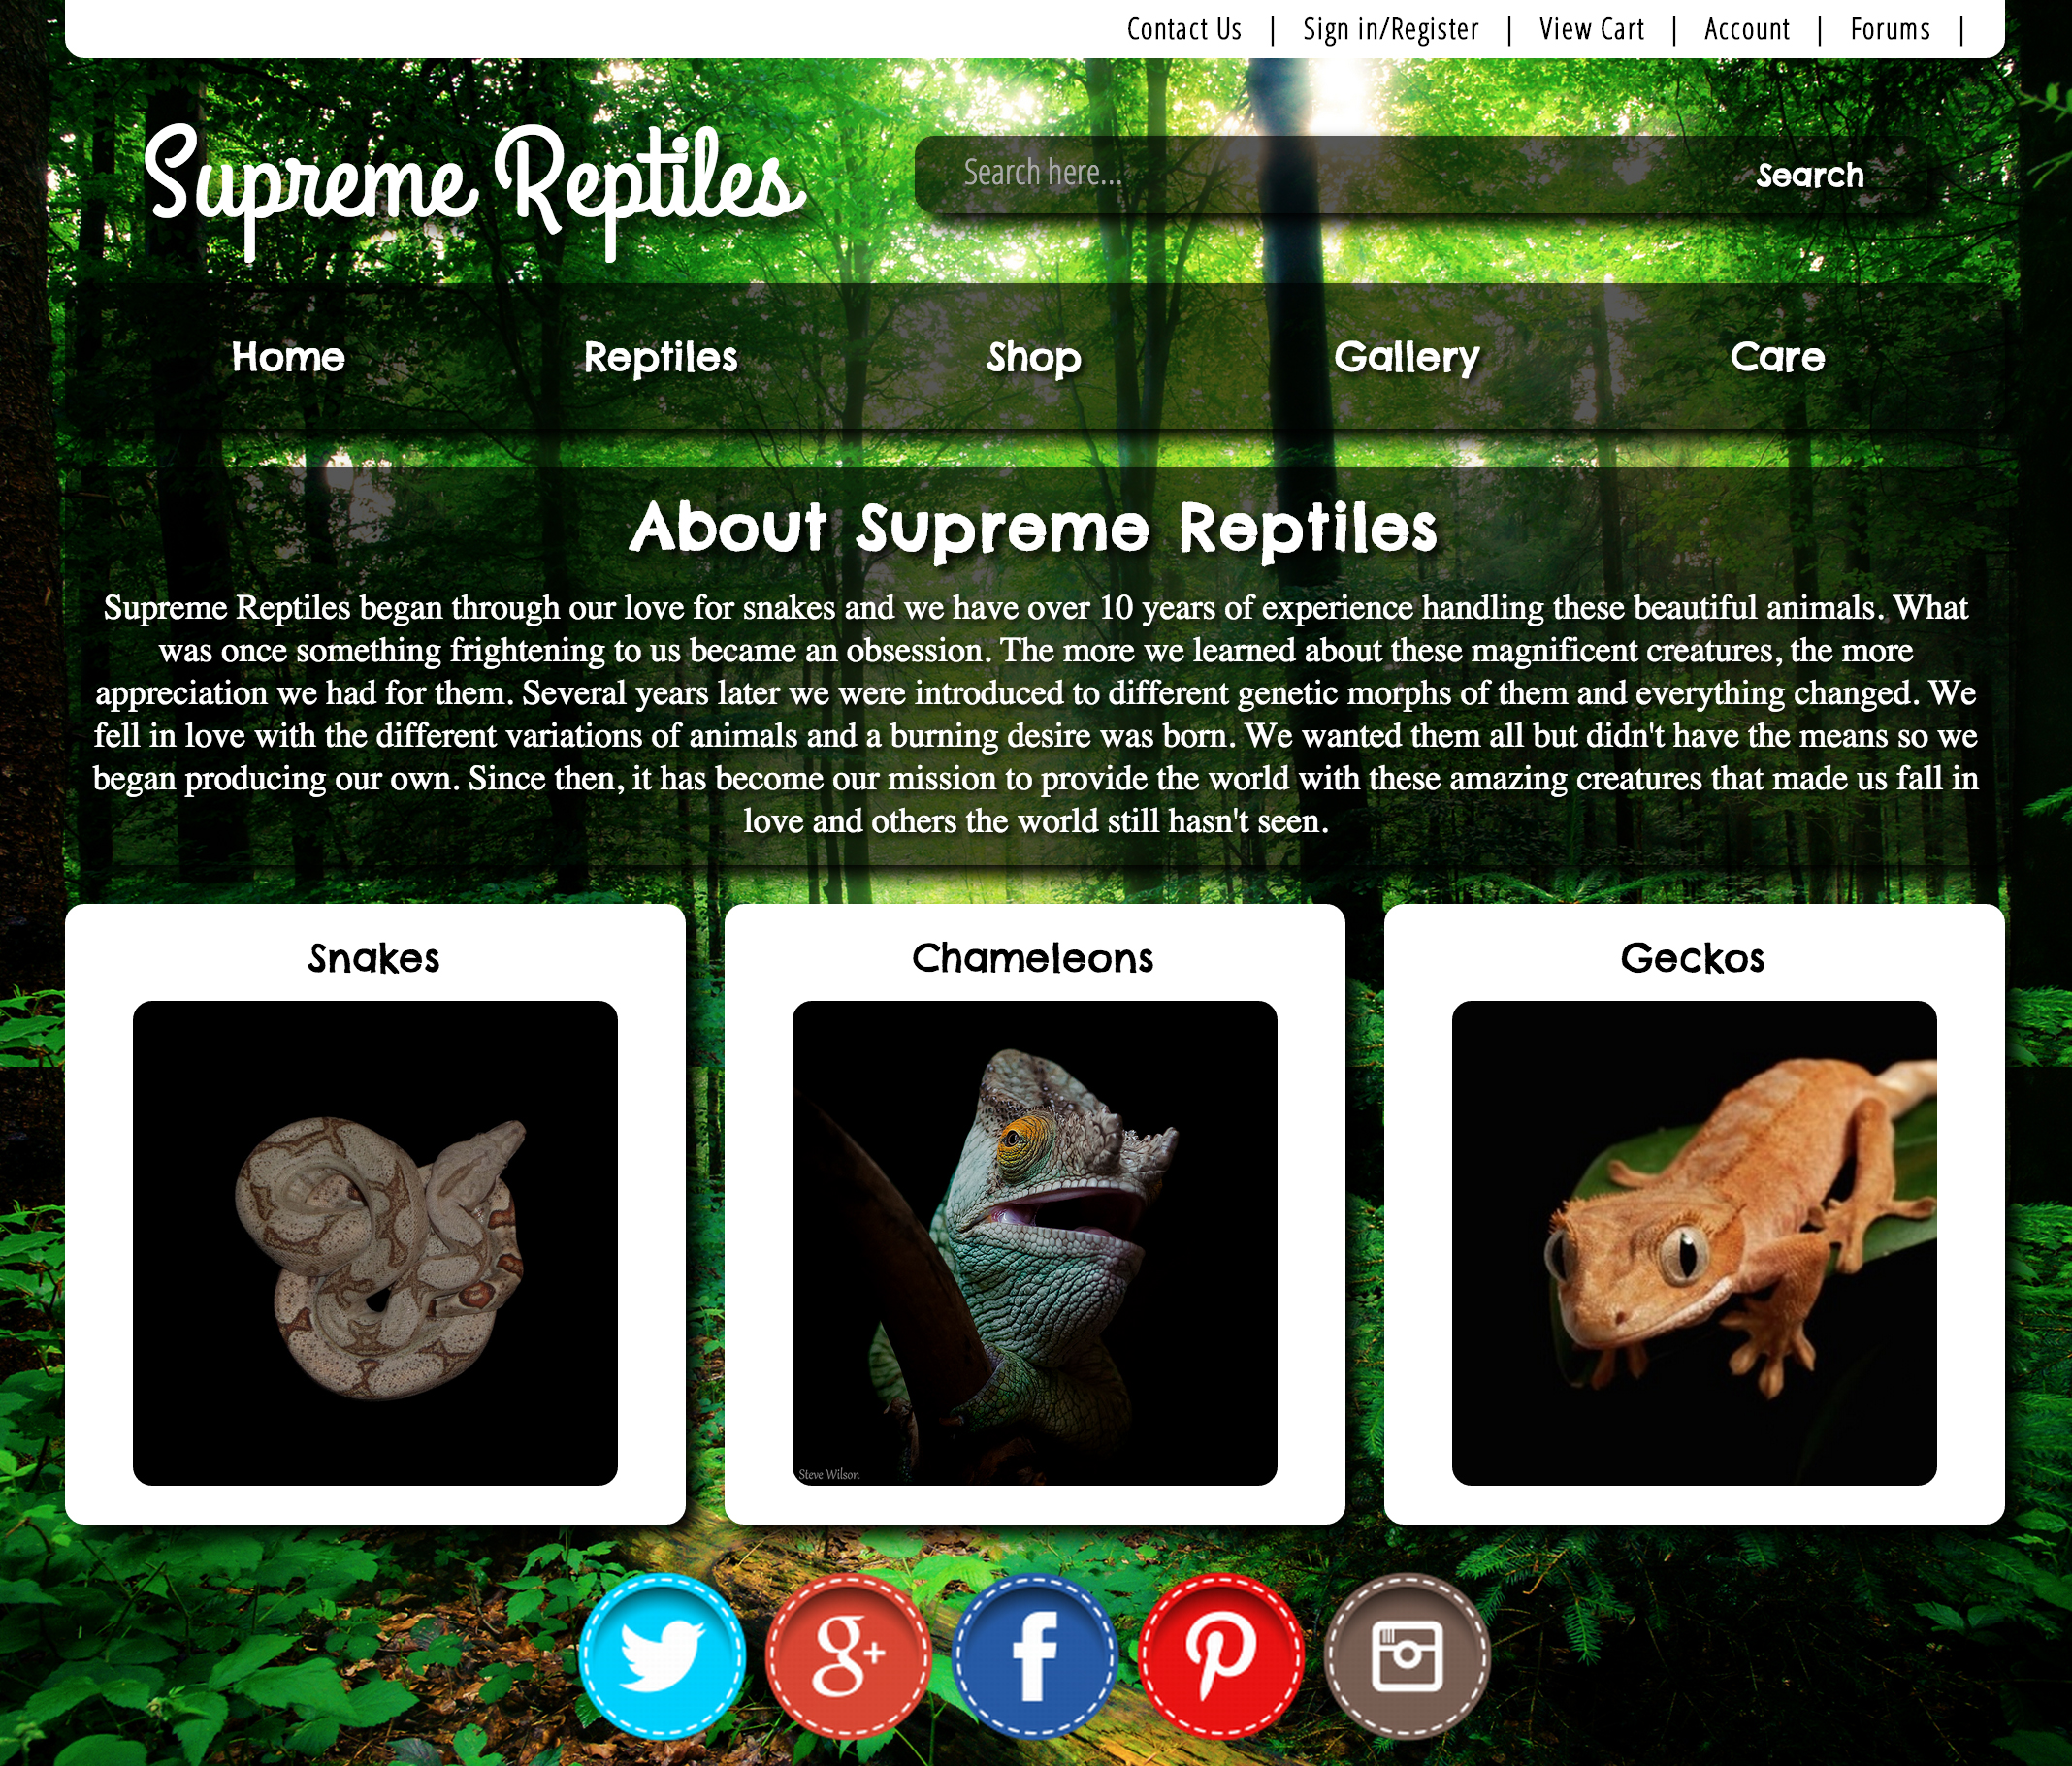 Contact Us | Sign in/Register | View Cart | Account | Forums |
Supreme Reptiles
Search here...
Search
Home Reptiles Shop Gallery Care
About Supreme Reptiles
Supreme Reptiles began through our love for snakes and we have over 10 years of experience handling these beautiful animals. What
was once something frightening to us became an obsession. The more we learned about these magnificent creatures, the more
appreciation we had for them. Several years later we were introduced to different genetic morphs of them and everything changed. We
fell in love with the different variations of animals and a burning desire was born. We wanted them all but didn't have the means so we
began producing our own. Since then, it has become our mission to provide the world with these amazing creatures that made us fall in
love and others the world still hasn't seen.
Snakes
Chameleons
Geckos
Steve Wilson
g+